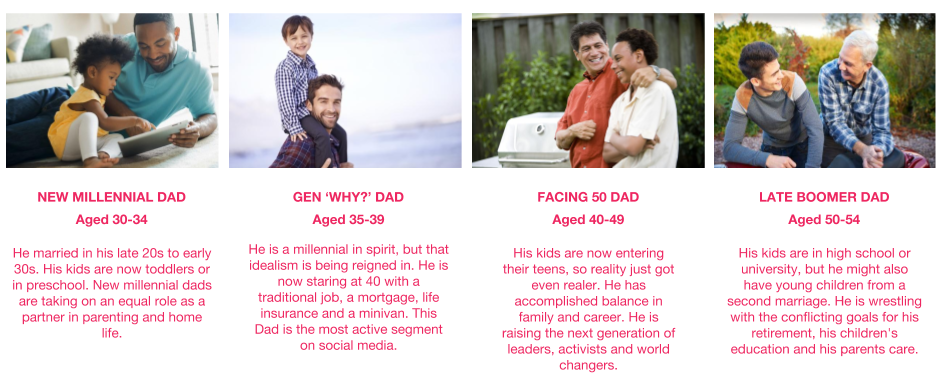 NEW MILLENNIAL DAD
Aged 30-34
He married in his late 20s to early
30s. His kids are now toddlers or
in preschool. New millennial dads
are taking on an equal role as a
partner in parenting and home
life.
GEN ‘WHY?’ DAD
Aged 35-39
He is a millennial in spirit, but that
idealism is being reigned in. He is
now staring at 40 with a
traditional job, a mortgage, life
insurance and a minivan. This
Dad is the most active segment
on social media.
FACING 50 DAD
Aged 40-49
His kids are now entering
their teens, so reality just got
even realer. He has
accomplished balance in
family and career. He is
raising the next generation of
leaders, activists and world
changers.
LATE BOOMER DAD
Aged 50-54
His kids are in high school or
university, but he might also
have young children from a
second marriage. He is wrestling
with the conflicting goals for his
retirement, his children's
education and his parents care.